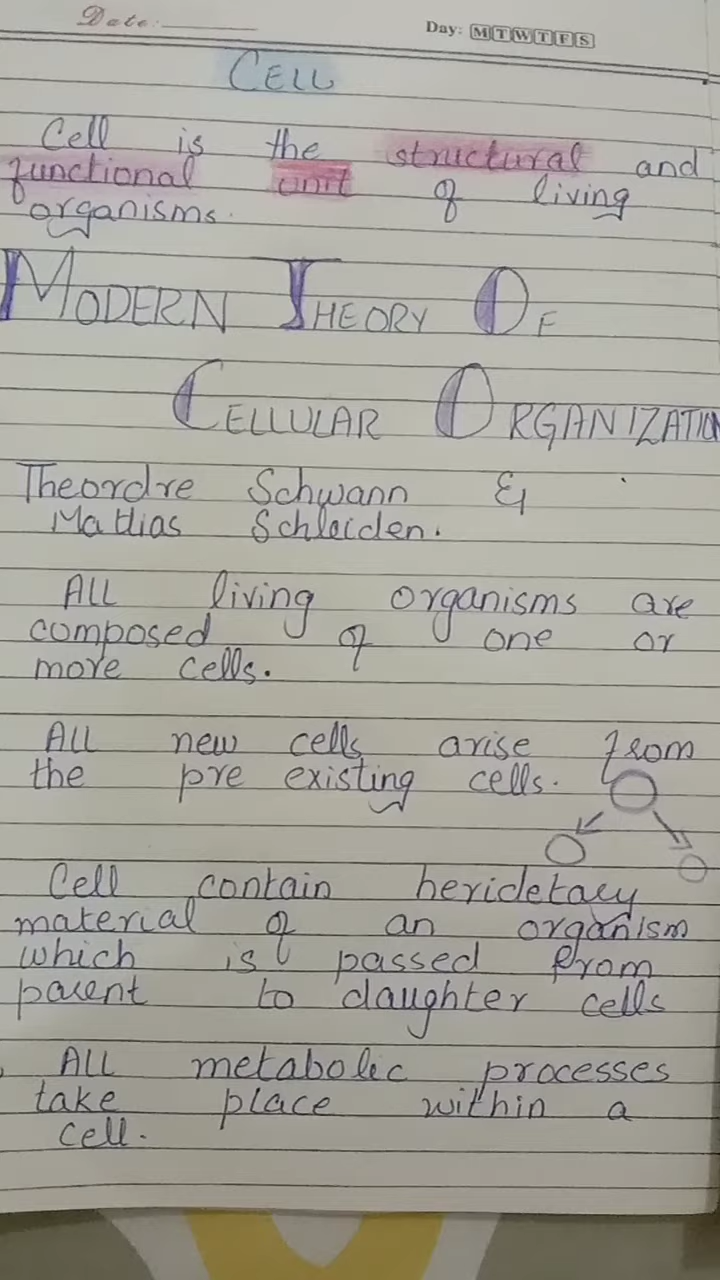 Date:
Day: M T W T F S
CELL
Cell is the structural and
functional unit of living
organisms.
MODERN THEORY OF
CELLULAR ORGANIZATION
Theordre Schwann &
Mattias Schleiden.
All living organisms are
composed of one or
more cells.
All new cells arise from
the pre existing cells.
Cell contain heridetacy
material of an organism
which is passed from
parent to daughter cells
All metabolic processes
take place within a
cell.